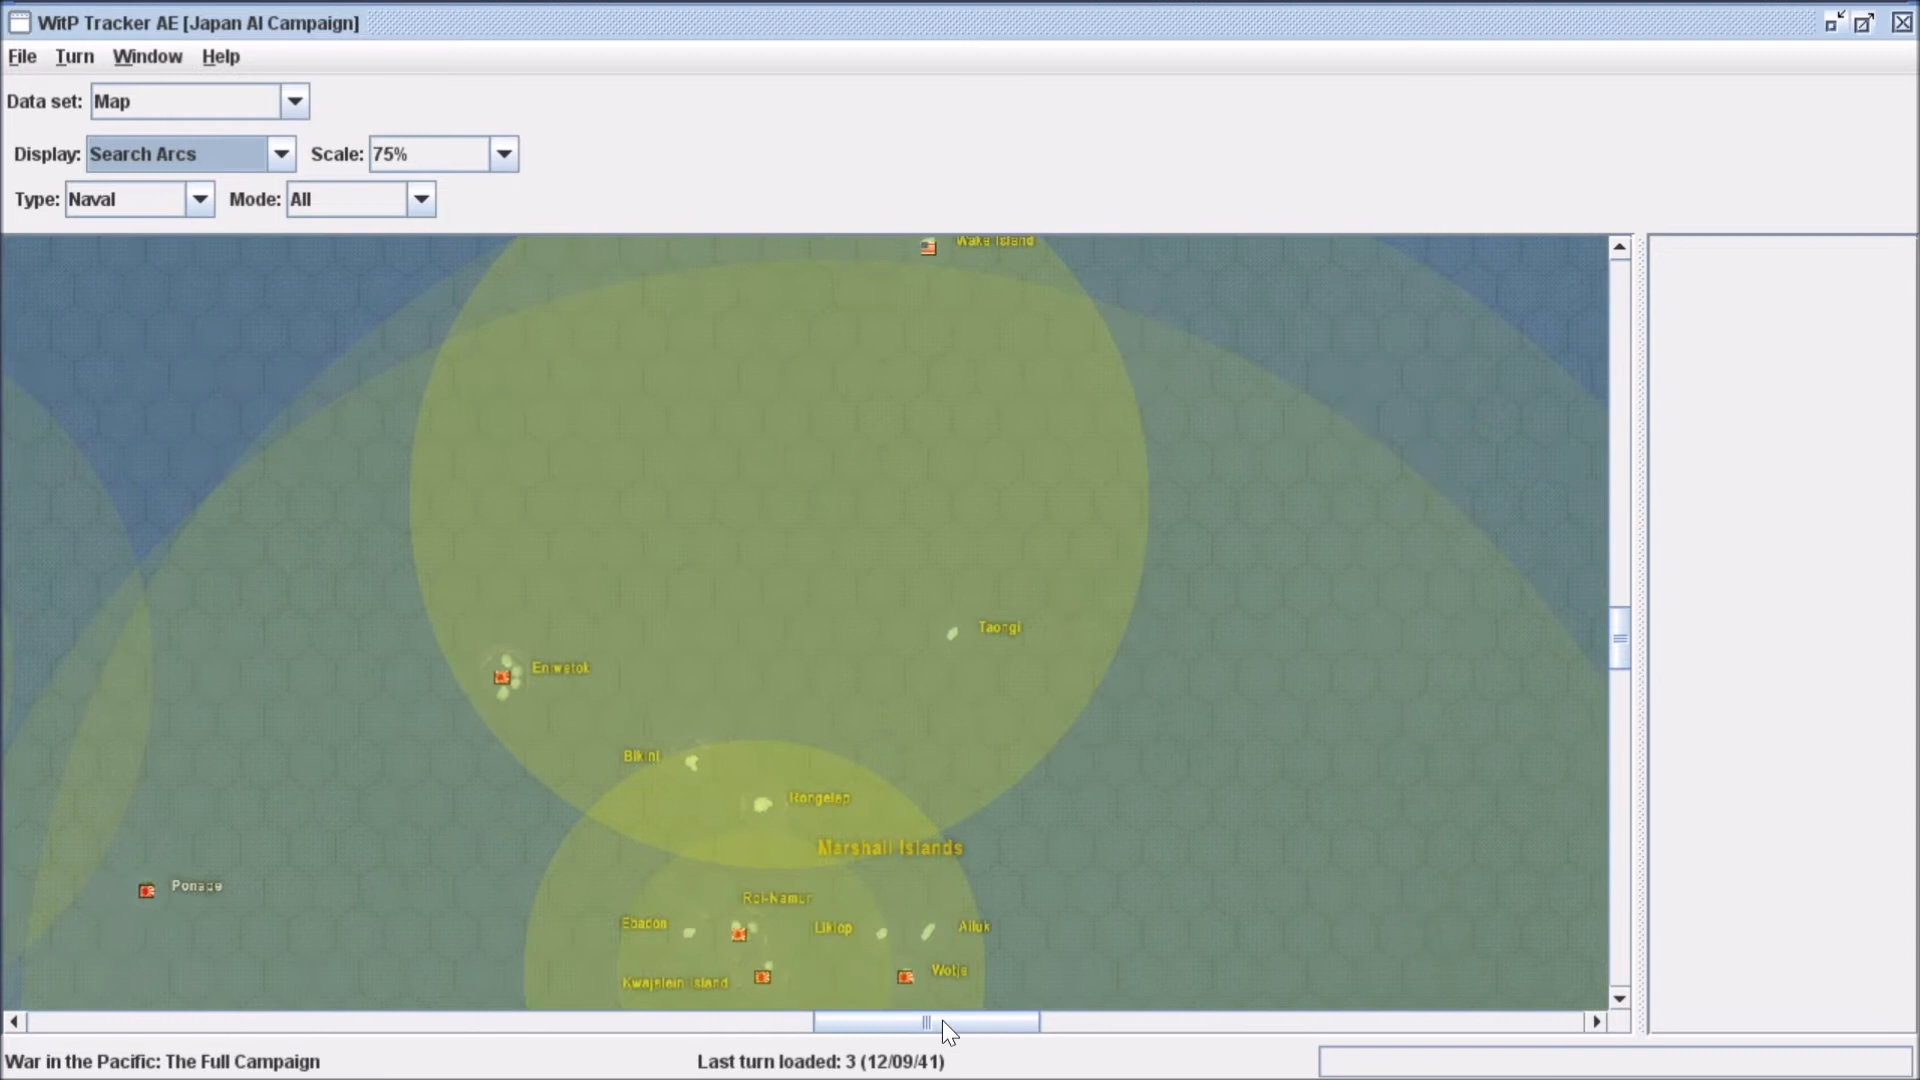 WitP Tracker AE [Japan AI Campaign]
File Turn Window Help
Data set: Map
Display: Search Arcs Scale: 75%
Type: Naval Mode: All
Wake Island
Taongi
Eniwetok
Bikini
Rongelap
Marshall Islands
Ponape
Roi-Namur
Ebadon
Likiop
Ailuk
Wotje
Kwajalein Island
War in the Pacific: The Full Campaign
Last turn loaded: 3 (12/09/41)